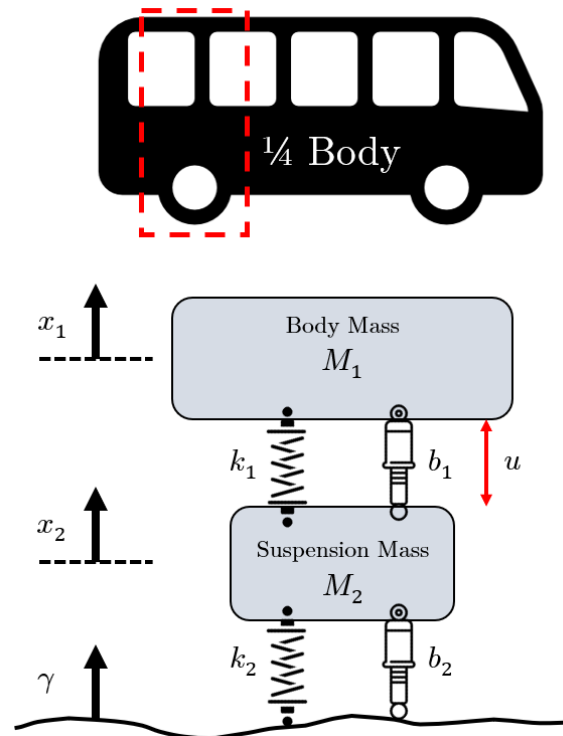 ¼ Body
x₁
Body Mass
M₁
k₁
b₁
u
x₂
Suspension Mass
M₂
k₂
b₂
γ